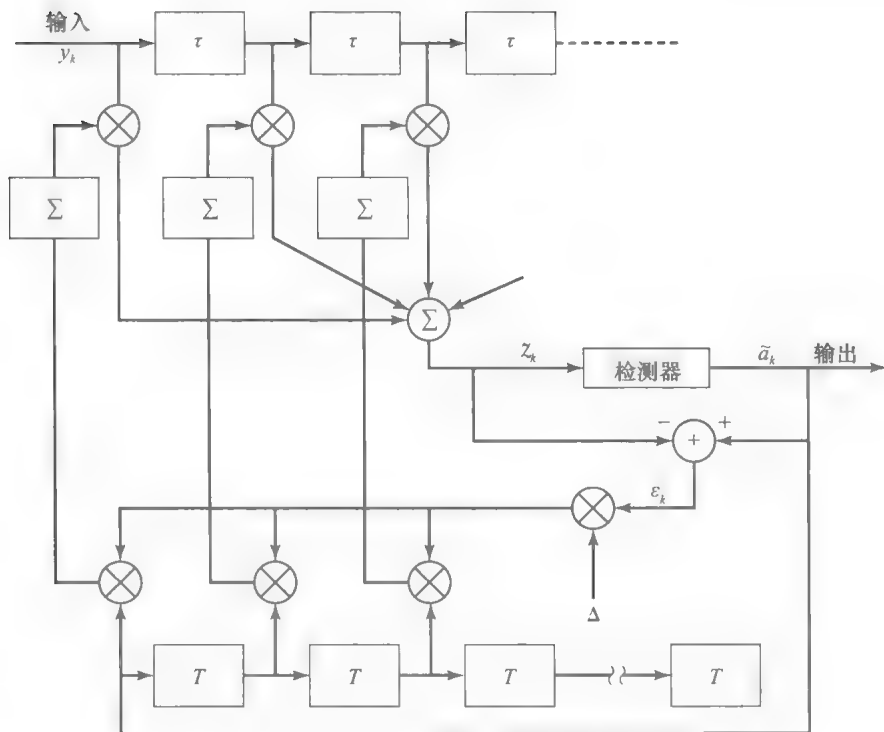 输入
y_k
τ
τ
τ
Σ
Σ
Σ
Σ
z_k
检测器
ã_k
输出
−
+
+
ε_k
Δ
T
T
T
T